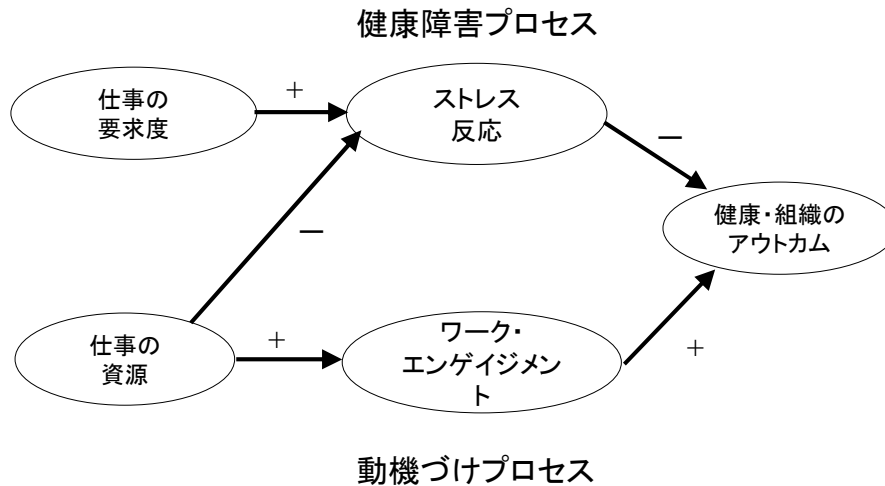 健康障害プロセス
仕事の
要求度
+
ストレス
反応
－
健康・組織の
アウトカム
－
仕事の
資源
+
ワーク・
エンゲイジメン
ト
+
動機づけプロセス